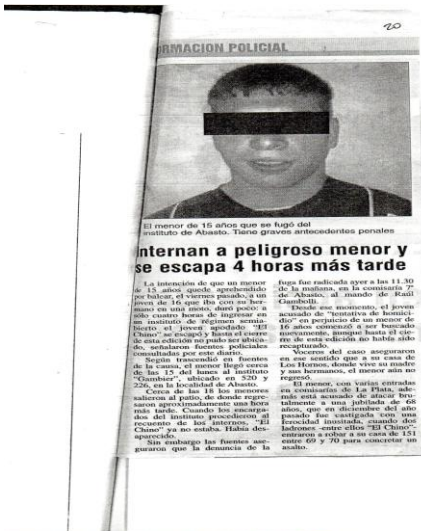 20
RMACION POLICIAL
El menor de 15 años que se fugó del
instituto de Abasto. Tiene graves antecedentes penales
Internan a peligroso menor y
se escapa 4 horas más tarde
La intención de que un menor
de 15 años quede aprehendido
por balear, el viernes pasado, a un
joven de 16 que iba con su her-
mano en una moto, duró poco: a
sólo cuatro horas de ingresar en
un instituto de régimen semia-
bierto el joven apodado "El
Chino" se escapó y hasta el cierre
de esta edición no pudo ser ubica-
do, señalaron fuentes policiales
consultadas por este diario.
Según trascendió en fuentes
de la causa, el menor llegó cerca
de las 15 del lunes al instituto
"Gambier", ubicado en 520 y
226, en la localidad de Abasto.
Cerca de las 18 los menores
salieron al patio, de donde regre-
saron aproximadamente una hora
más tarde. Cuando los encarga-
dos del instituto procedieron al
recuento de los internos, "El
Chino" ya no estaba. Había des-
aparecido.
Sin embargo las fuentes ase-
guraron que la denuncia de la
fuga fue radicada ayer a las 11.30
de la mañana, en la comisaría 7ª
de Abasto, al mando de Raúl
Gambolli.
Desde ese momento, el joven
acusado de "tentativa de homici-
dio" en perjuicio de un menor de
16 años comenzó a ser buscado
nuevamente, aunque hasta el cie-
rre de esta edición no había sido
recapturado.
Voceros del caso aseguraron
en ese sentido que a su casa de
Los Hornos, donde vive su madre
y sus hermanos, el menor aún no
regresó.
El menor, con varias entradas
en comisarías de La Plata, ade-
más está acusado de atacar bru-
talmente a una jubilada de 68
años, que en diciembre del año
pasado fue castigada con una
ferocidad inusitada, cuando dos
ladrones -entre ellos "El Chino"-
entraron a robar a su casa de 151
entre 69 y 70 para concretar un
asalto.